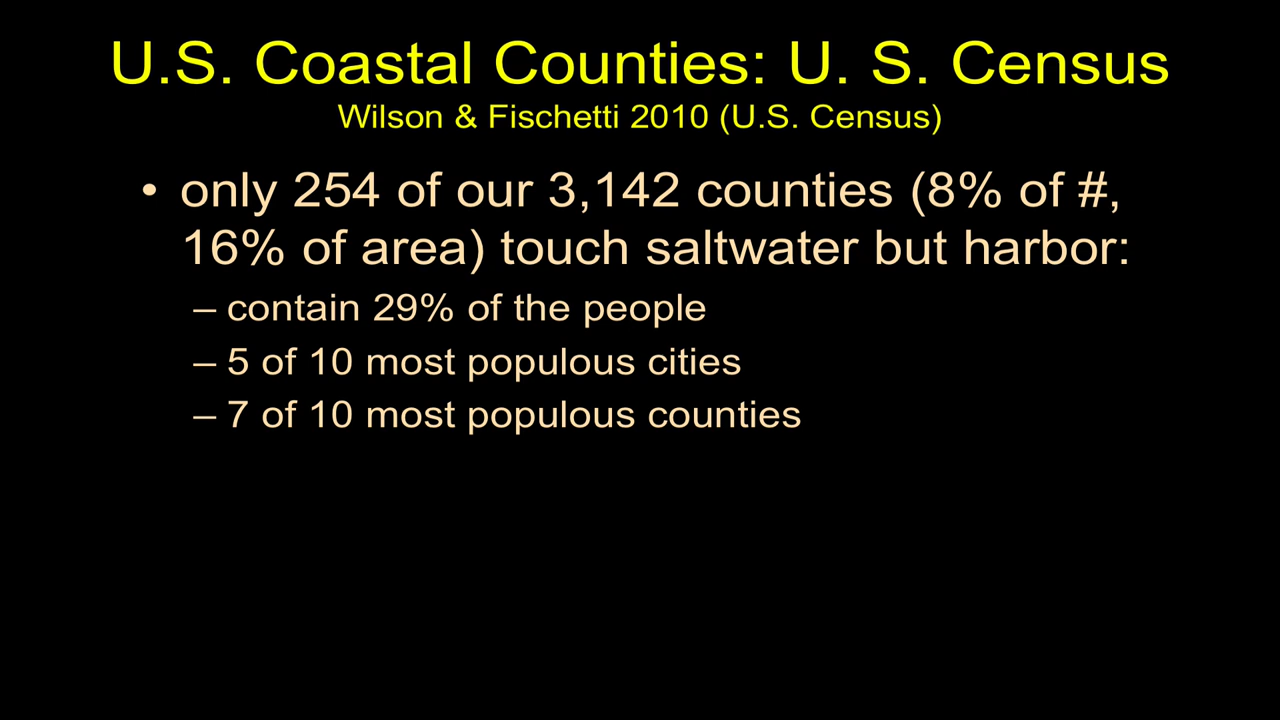 U.S. Coastal Counties: U. S. Census
Wilson & Fischetti 2010 (U.S. Census)
• only 254 of our 3,142 counties (8% of #,
16% of area) touch saltwater but harbor:
– contain 29% of the people
– 5 of 10 most populous cities
– 7 of 10 most populous counties